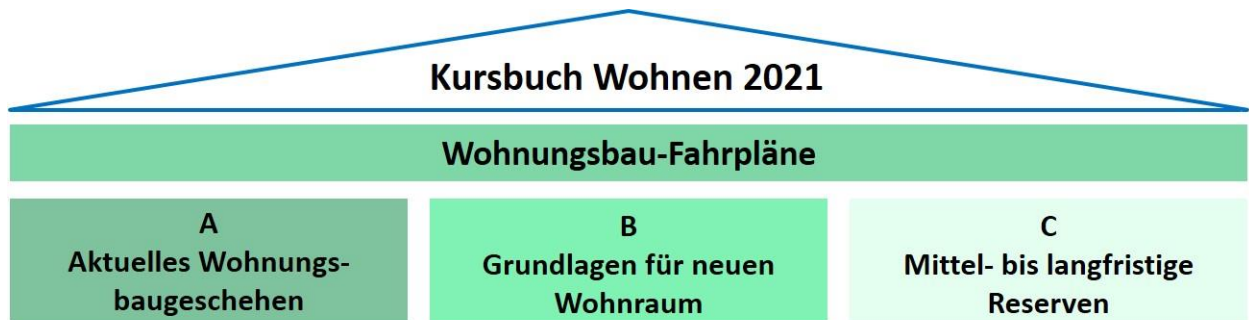 Kursbuch Wohnen 2021
Wohnungsbau-Fahrpläne
A
Aktuelles Wohnungs-
baugeschehen
B
Grundlagen für neuen
Wohnraum
C
Mittel- bis langfristige
Reserven